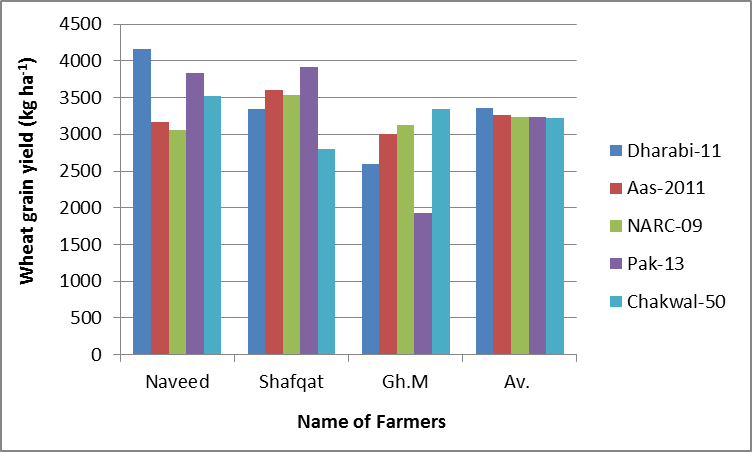 Wheat grain yield (kg ha⁻¹)
4500
4000
3500
3000
2500
2000
1500
1000
500
0
Naveed Shafqat Gh.M Av.
Name of Farmers
Dharabi-11
Aas-2011
NARC-09
Pak-13
Chakwal-50